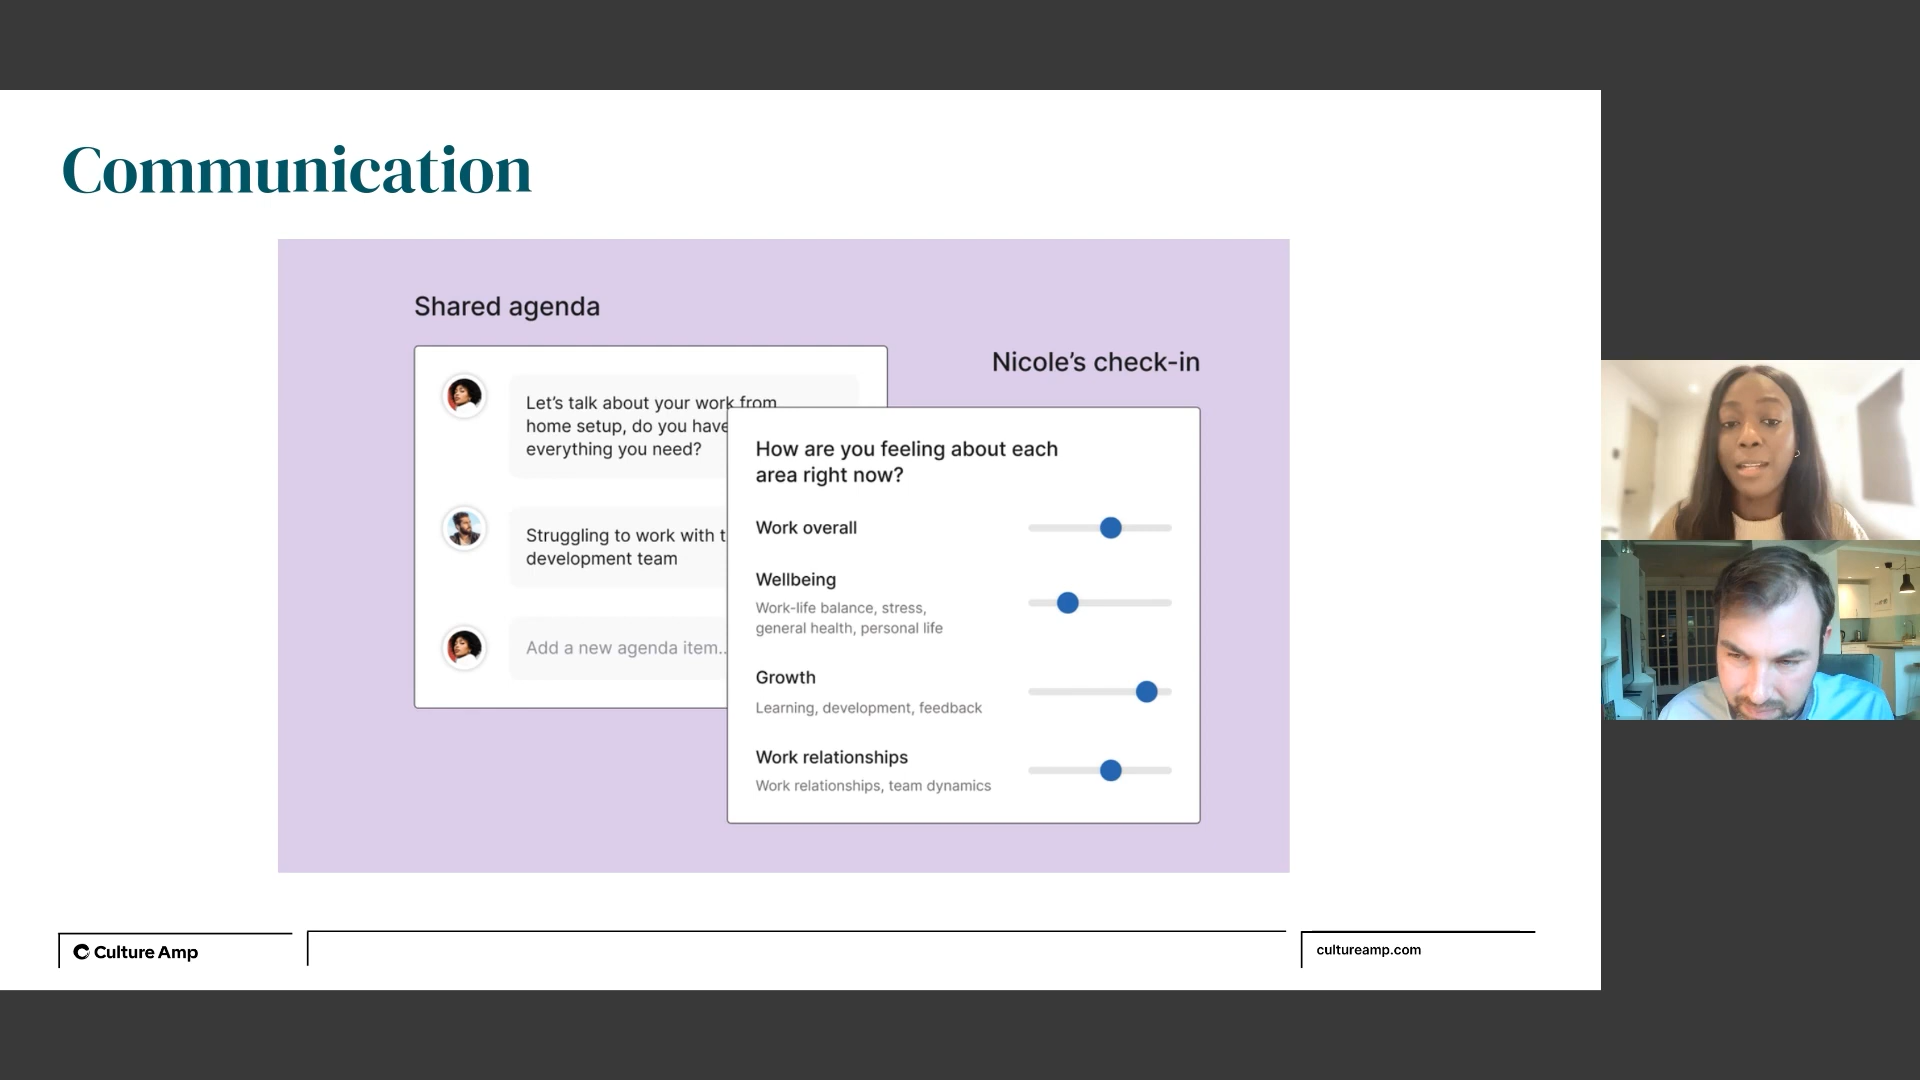 Communication
Shared agenda
Let's talk about your work from
home setup, do you have
everything you need?
Struggling to work with t
development team
Add a new agenda item..
Nicole's check-in
How are you feeling about each
area right now?
Work overall
Wellbeing
Work-life balance, stress,
general health, personal life
Growth
Learning, development, feedback
Work relationships
Work relationships, team dynamics
Culture Amp
cultureamp.com